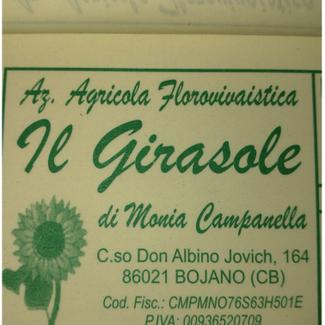 Az. Agricola Florovivaistica
Il Girasole
di Monia Campanella
C.so Don Albino Jovich, 164
86021 BOJANO (CB)
Cod. Fisc.: CMPMNO76S63H501E
P.IVA: 00936520709